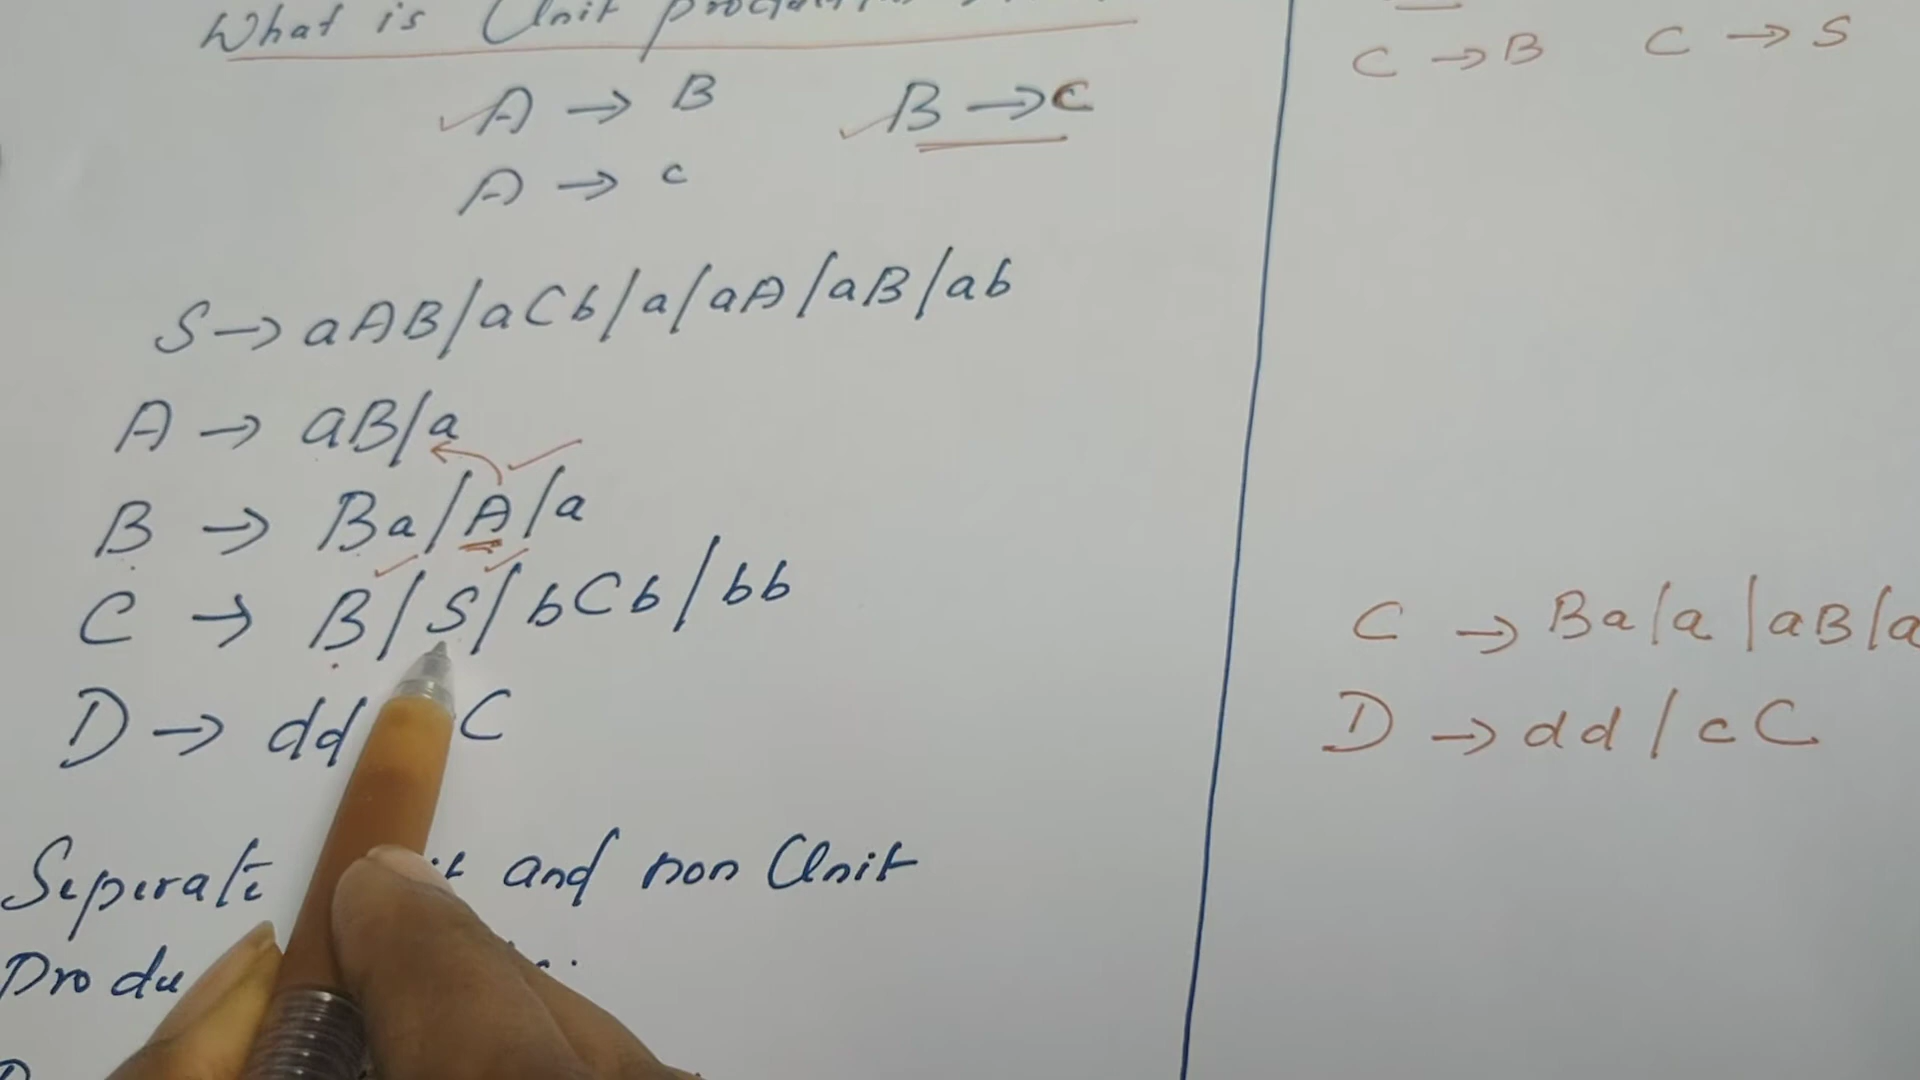 What is Unit
A → B B → C
A → c
S → aAB/aCb/a/aA/aB/ab
A → aB/a
B → Ba/A/a
C → B/S/bCb/bb
D → dd C
Seperate and non Unit
Produ
C → B C → S
C → Ba/a/aB/a
D → dd/cC